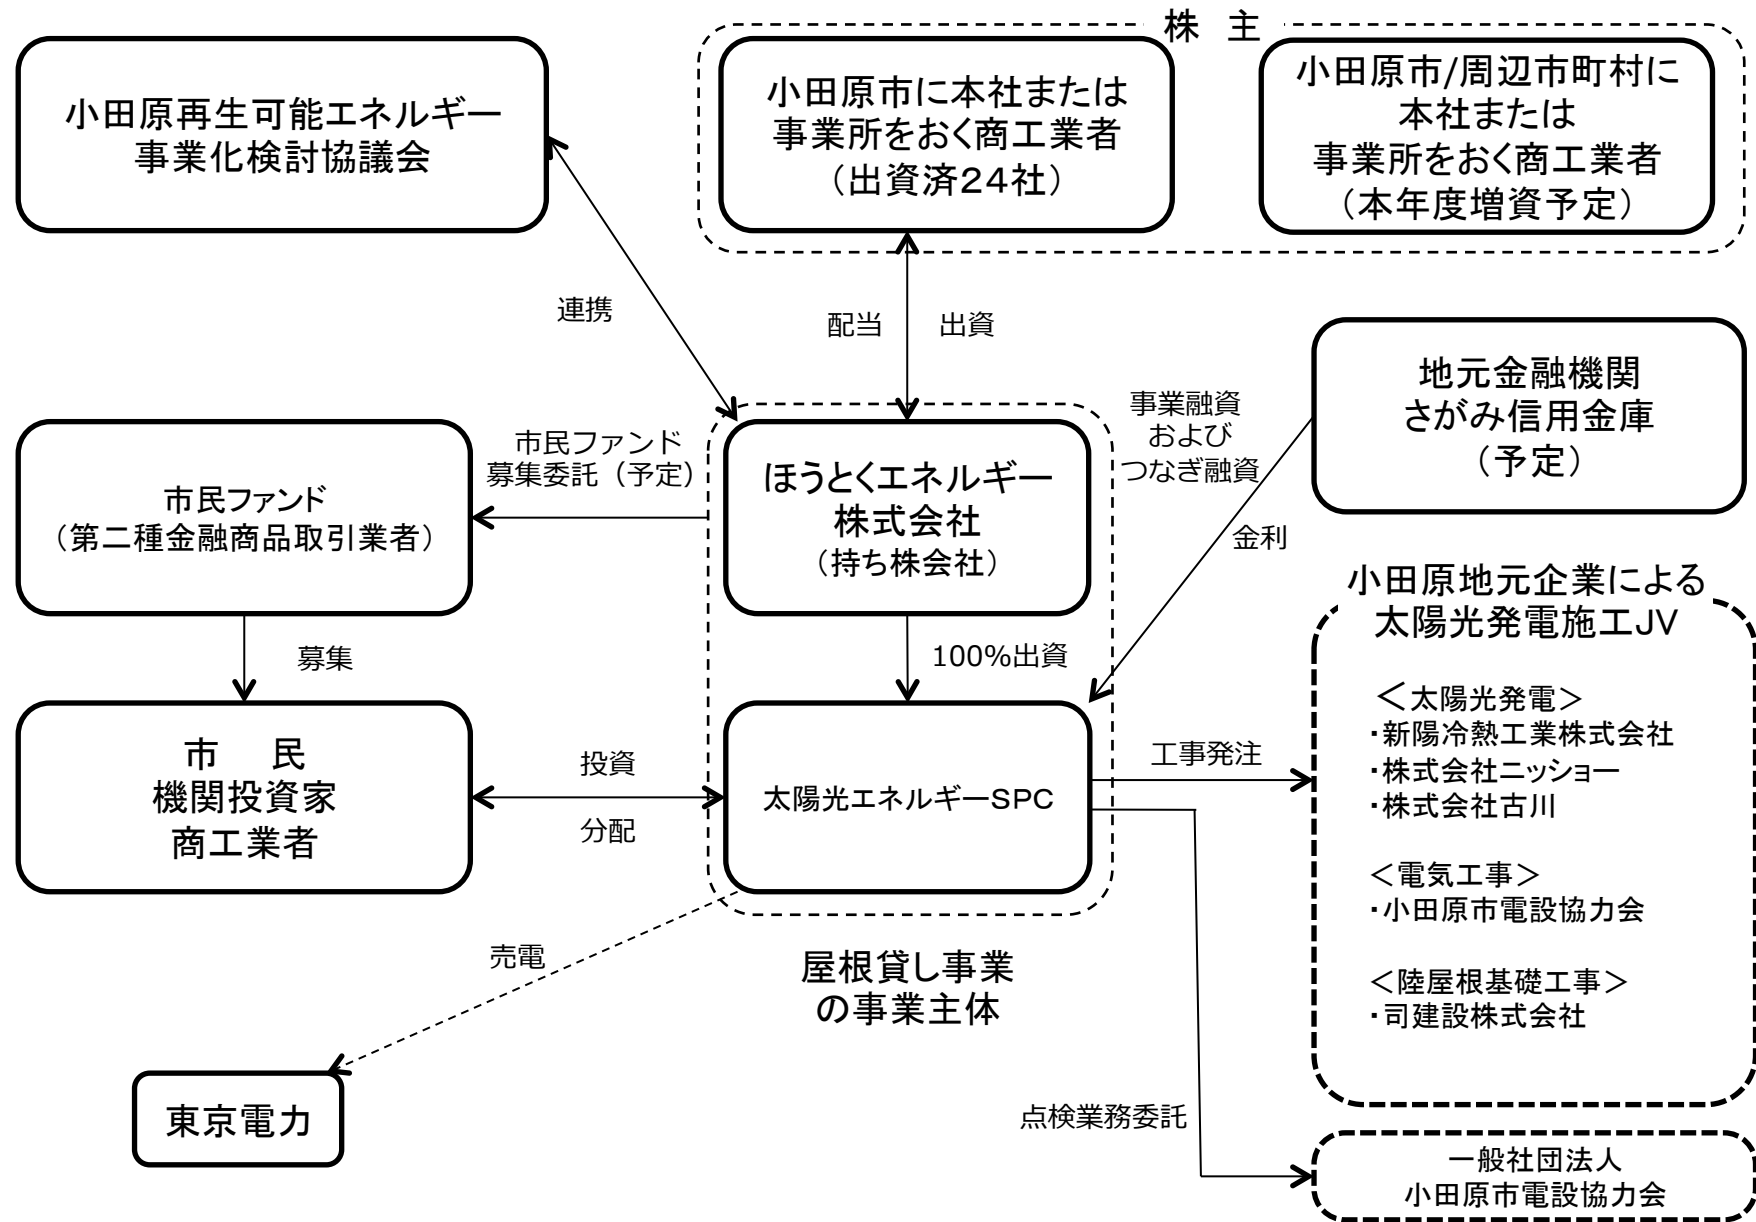 株　主
小田原再生可能エネルギー
事業化検討協議会
小田原市に本社または
事業所をおく商工業者
（出資済２４社）
小田原市/周辺市町村に
本社または
事業所をおく商工業者
（本年度増資予定）
連携
配当
出資
地元金融機関
さがみ信用金庫
（予定）
事業融資
および
つなぎ融資
金利
市民ファンド
募集委託（予定）
市民ファンド
（第二種金融商品取引業者）
ほうとくエネルギー
株式会社
（持ち株会社）
募集
100%出資
小田原地元企業による
太陽光発電施工JV
＜太陽光発電＞
・新陽冷熱工業株式会社
・株式会社ニッショー
・株式会社古川
＜電気工事＞
・小田原市電設協力会
＜陸屋根基礎工事＞
・司建設株式会社
市　民
機関投資家
商工業者
投資
分配
太陽光エネルギーSPC
工事発注
売電
屋根貸し事業
の事業主体
東京電力
点検業務委託
一般社団法人
小田原市電設協力会